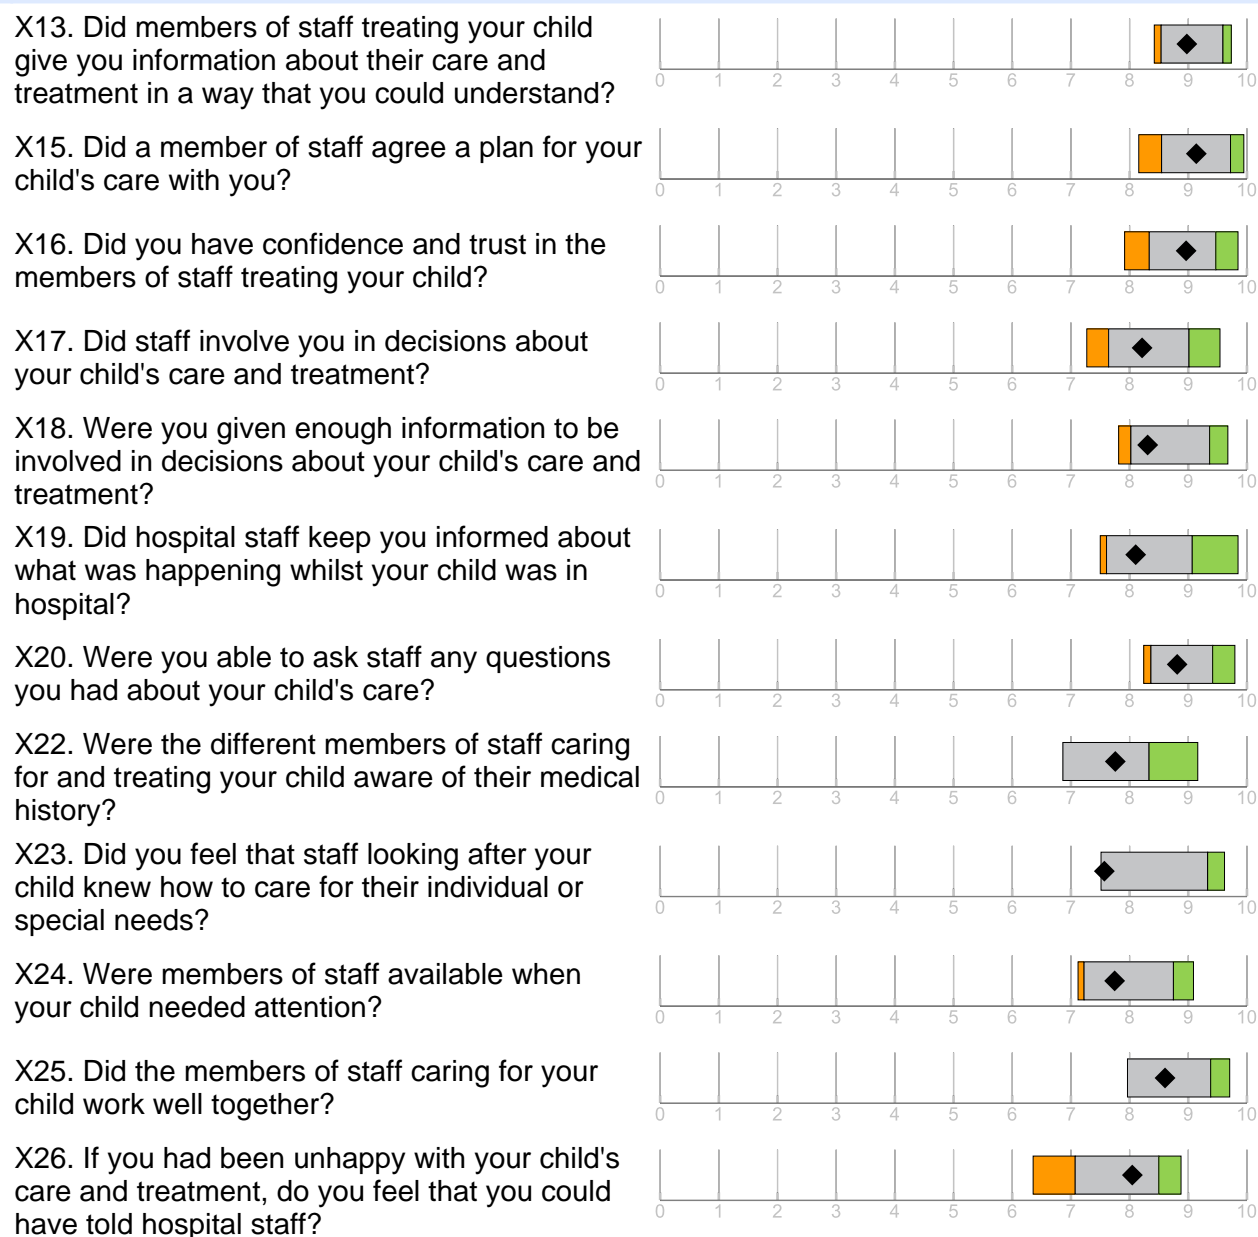 X13. Did members of staff treating your child
give you information about their care and
treatment in a way that you could understand?
0 1 2 3 4 5 6 7 8 9 10
X15. Did a member of staff agree a plan for your
child's care with you?
0 1 2 3 4 5 6 7 8 9 10
X16. Did you have confidence and trust in the
members of staff treating your child?
0 1 2 3 4 5 6 7 8 9 10
X17. Did staff involve you in decisions about
your child's care and treatment?
0 1 2 3 4 5 6 7 8 9 10
X18. Were you given enough information to be
involved in decisions about your child's care and
treatment?
0 1 2 3 4 5 6 7 8 9 10
X19. Did hospital staff keep you informed about
what was happening whilst your child was in
hospital?
0 1 2 3 4 5 6 7 8 9 10
X20. Were you able to ask staff any questions
you had about your child's care?
0 1 2 3 4 5 6 7 8 9 10
X22. Were the different members of staff caring
for and treating your child aware of their medical
history?
0 1 2 3 4 5 6 7 8 9 10
X23. Did you feel that staff looking after your
child knew how to care for their individual or
special needs?
0 1 2 3 4 5 6 7 8 9 10
X24. Were members of staff available when
your child needed attention?
0 1 2 3 4 5 6 7 8 9 10
X25. Did the members of staff caring for your
child work well together?
0 1 2 3 4 5 6 7 8 9 10
X26. If you had been unhappy with your child's
care and treatment, do you feel that you could
have told hospital staff?
0 1 2 3 4 5 6 7 8 9 10